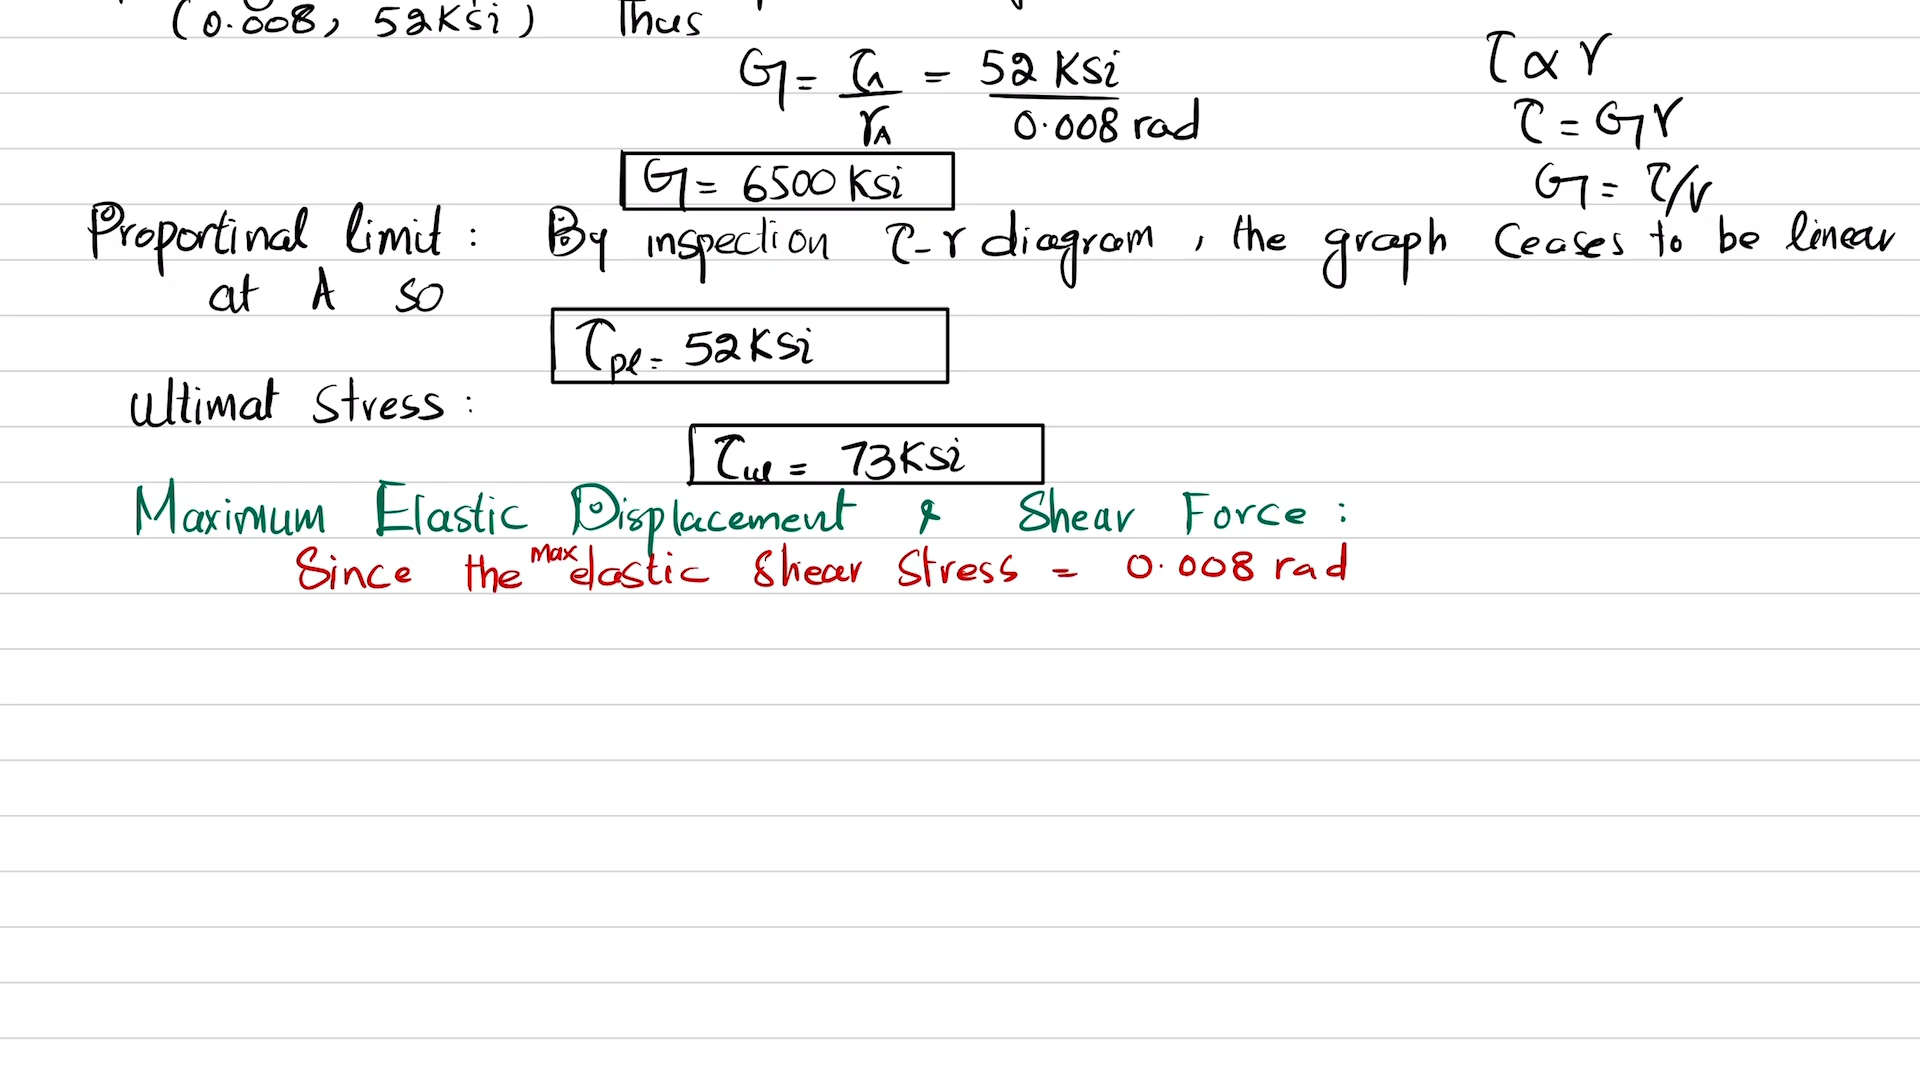 (0.008, 52Ksi) Thus
G = τA/γA = 52 Ksi/0.008 rad
τ ∝ γ
τ = Gγ
G = τ/γ
G = 6500 Ksi
Proportinal limit : By inspection τ-γ diagram, the graph ceases to be linear
at A so
τpl = 52Ksi
Ultimat stress :
τul = 73Ksi
Maximum Elastic Displacement & Shear Force :
Since the max elastic Shear Stress = 0.008 rad